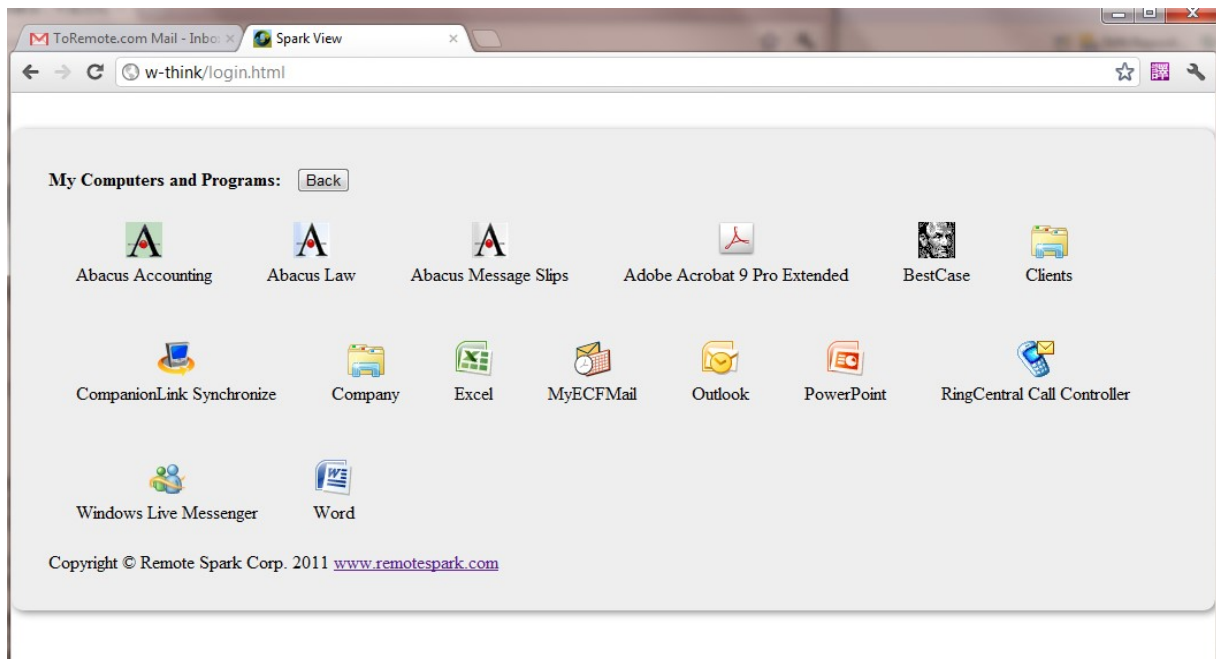 ToRemote.com Mail - Inbo
Spark View
w-think/login.html
譯
My Computers and Programs: Back
Abacus Accounting Abacus Law Abacus Message Slips Adobe Acrobat 9 Pro Extended BestCase Clients
CompanionLink Synchronize Company Excel MyECFMail Outlook PowerPoint RingCentral Call Controller
Windows Live Messenger Word
Copyright © Remote Spark Corp. 2011 www.remotespark.com